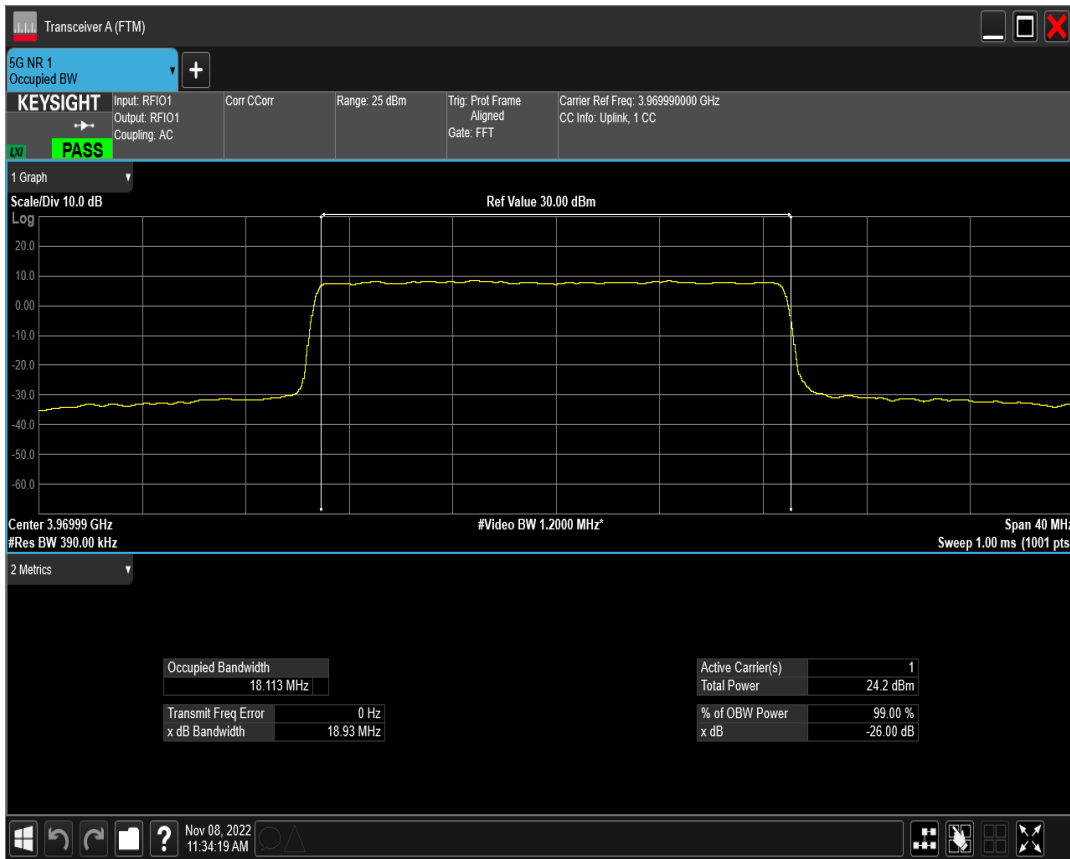 Transceiver A (FTM)
5G NR 1
Occupied BW
+
KEYSIGHT
LXI
PASS
Input: RFIO1
Output: RFIO1
Coupling: AC
Corr CCorr
Range: 25 dBm
Trig: Prot Frame
Aligned
Gate: FFT
Carrier Ref Freq: 3.969990000 GHz
CC Info: Uplink, 1 CC
1 Graph
Scale/Div 10.0 dB
Ref Value 30.00 dBm
Log
20.0
10.0
0.00
-10.0
-20.0
-30.0
-40.0
-50.0
-60.0
Center 3.96999 GHz
#Video BW 1.2000 MHz*
Span 40 MHz
#Res BW 390.00 kHz
Sweep 1.00 ms (1001 pts
2 Metrics
Occupied Bandwidth
18.113 MHz
Transmit Freq Error 0 Hz
x dB Bandwidth 18.93 MHz
Active Carrier(s) 1
Total Power 24.2 dBm
% of OBW Power 99.00 %
x dB -26.00 dB
?
Nov 08, 2022
11:34:19 AM